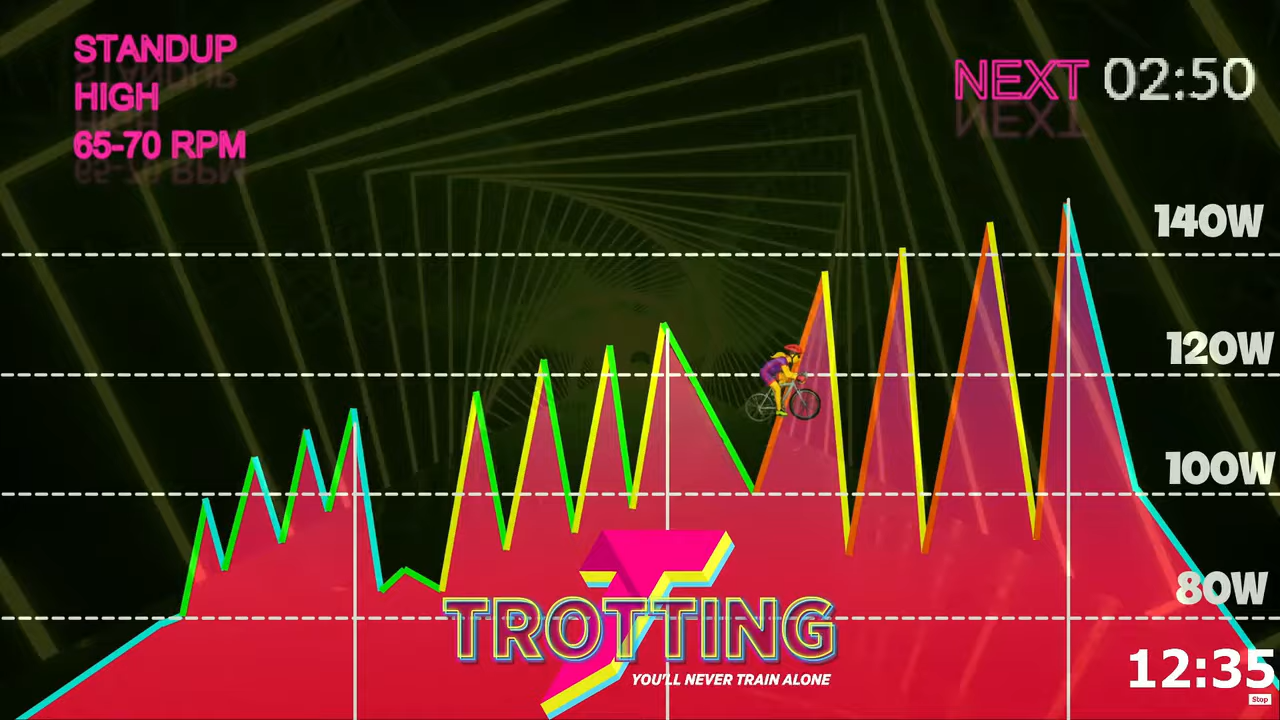 STANDUP
HIGH
65-70 RPM
NEXT 02:50
140W
120W
100W
80W
TROTTING
YOU'LL NEVER TRAIN ALONE
12:35
Stop